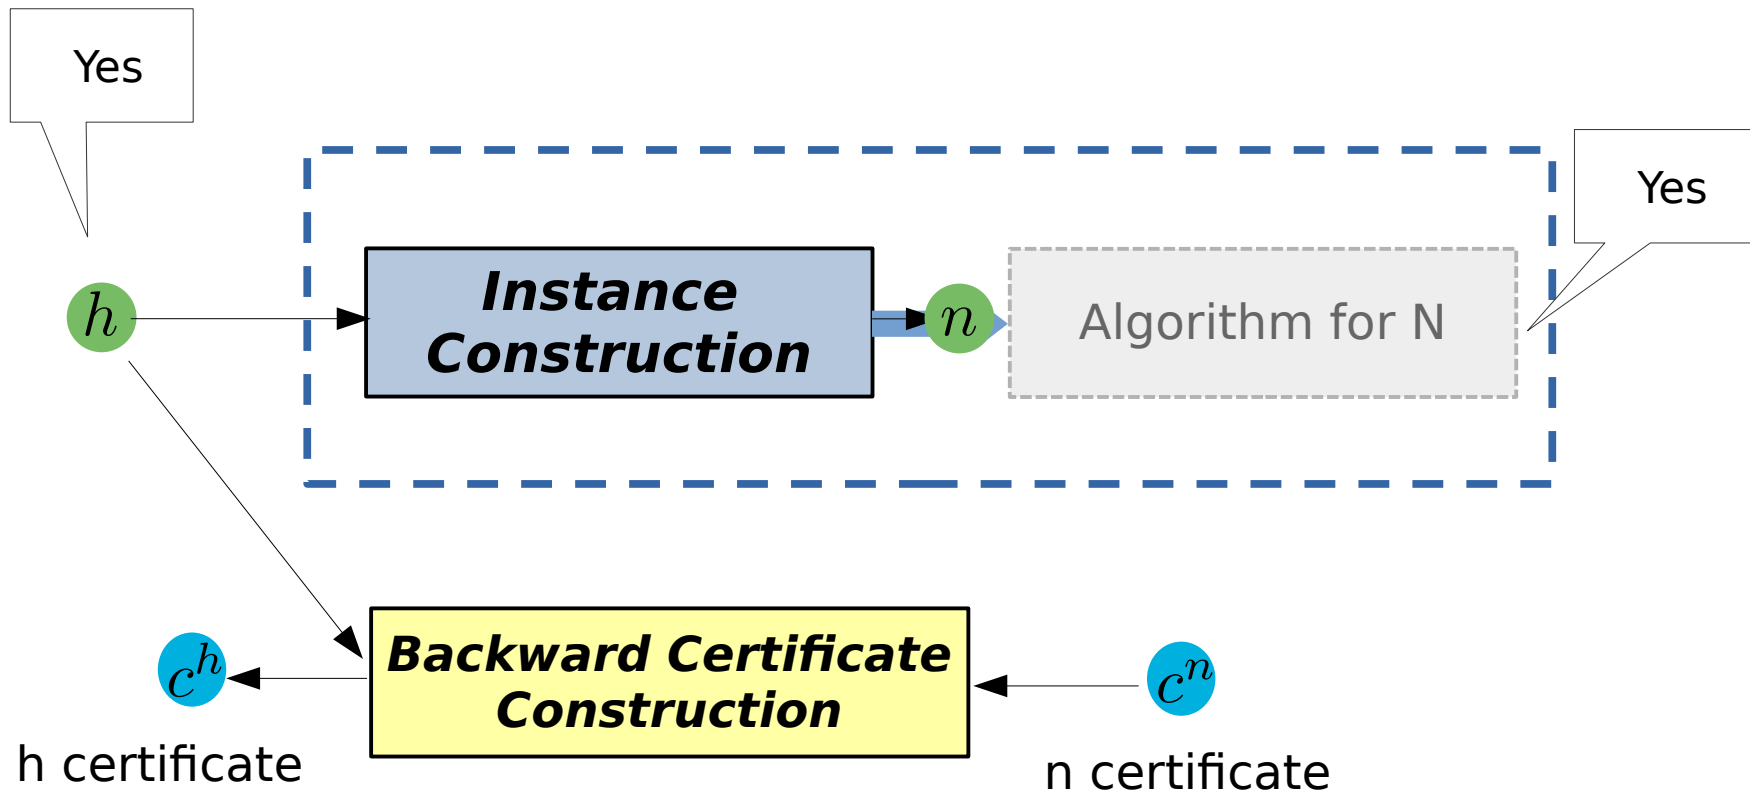 Yes
Yes
h
Instance
Construction
n
Algorithm for N
c^h
Backward Certificate
Construction
c^n
h certificate
n certificate